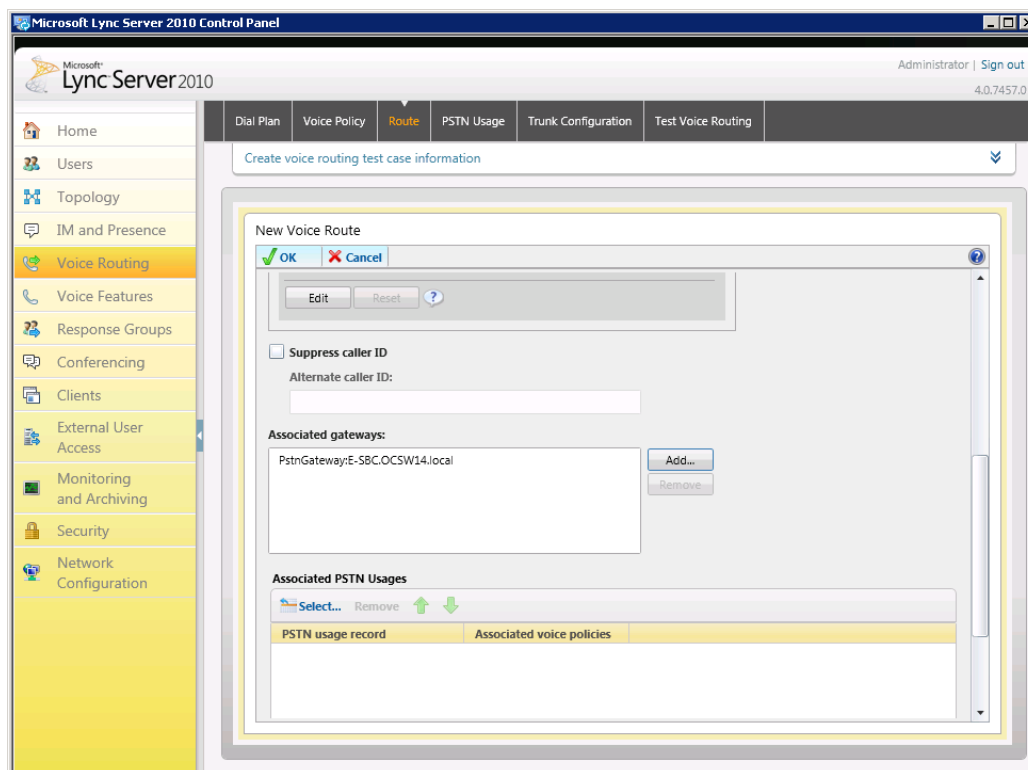 Microsoft Lync Server 2010 Control Panel
Microsoft®
Lync Server 2010
Administrator | Sign out
4.0.7457.0
Home
Users
Topology
IM and Presence
Voice Routing
Voice Features
Response Groups
Conferencing
Clients
External User
Access
Monitoring
and Archiving
Security
Network
Configuration
Dial Plan Voice Policy Route PSTN Usage Trunk Configuration Test Voice Routing
Create voice routing test case information
New Voice Route
OK Cancel
Edit Reset ?
Suppress caller ID
Alternate caller ID:
Associated gateways:
PstnGateway:E-SBC.OCSW14.local
Add...
Remove
Associated PSTN Usages
Select... Remove
PSTN usage record Associated voice policies